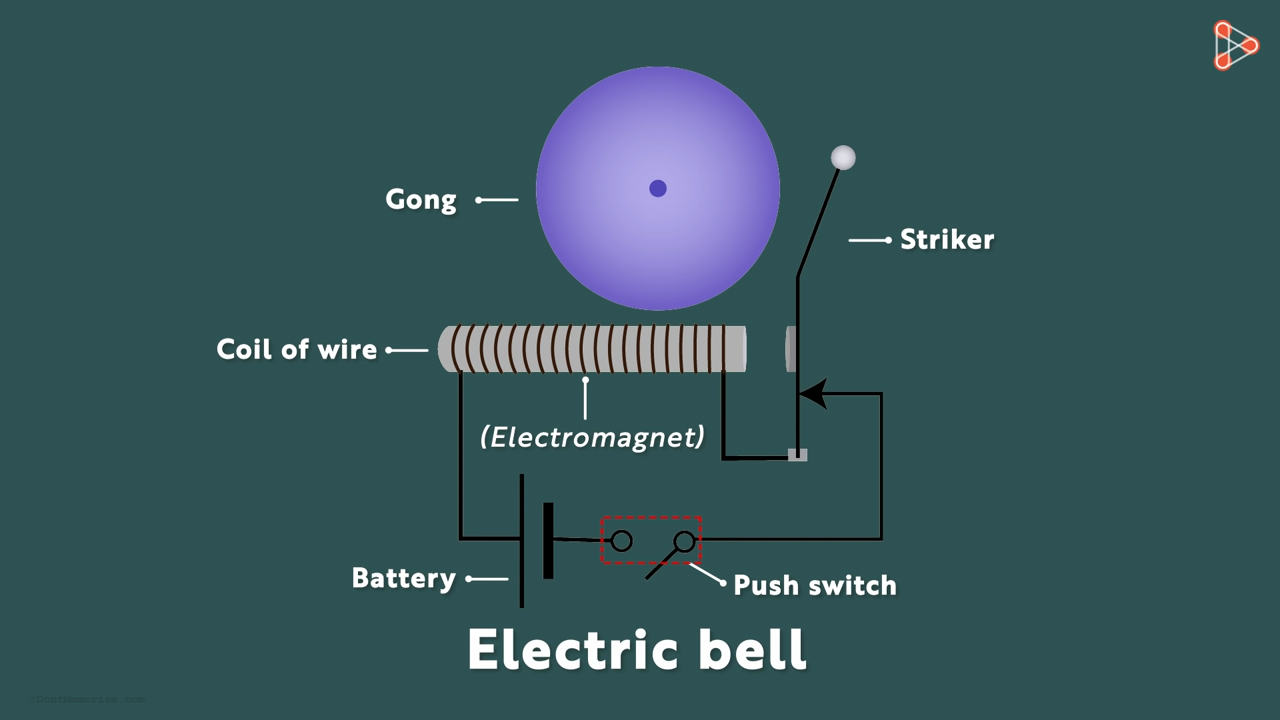 Gong
Striker
Coil of wire
(Electromagnet)
Battery
Push switch
Electric bell